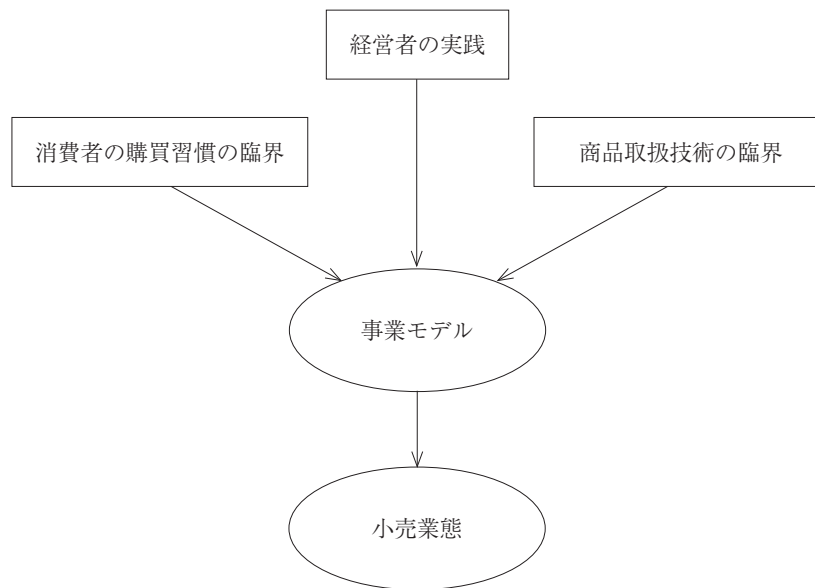 経営者の実践
消費者の購買習慣の臨界
商品取扱技術の臨界
事業モデル
小売業態